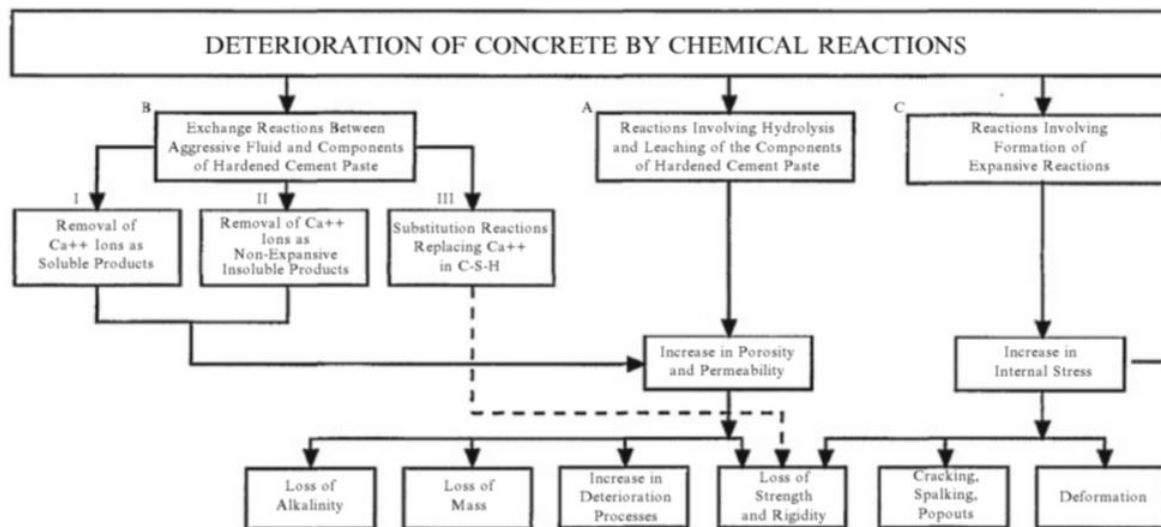 DETERIORATION OF CONCRETE BY CHEMICAL REACTIONS
B
Exchange Reactions Between
Aggressive Fluid and Components
of Hardened Cement Paste
A
Reactions Involving Hydrolysis
and Leaching of the Components
of Hardened Cement Paste
C
Reactions Involving
Formation of
Expansive Reactions
I
Removal of
Ca++ Ions as
Soluble Products
II
Removal of Ca++
Ions as
Non-Expansive
Insoluble Products
III
Substitution Reactions
Replacing Ca++
in C-S-H
Increase in Porosity
and Permeability
Increase in
Internal Stress
Loss of
Alkalinity
Loss of
Mass
Increase in
Deterioration
Processes
Loss of
Strength
and Rigidity
Cracking,
Spalking,
Popouts
Deformation